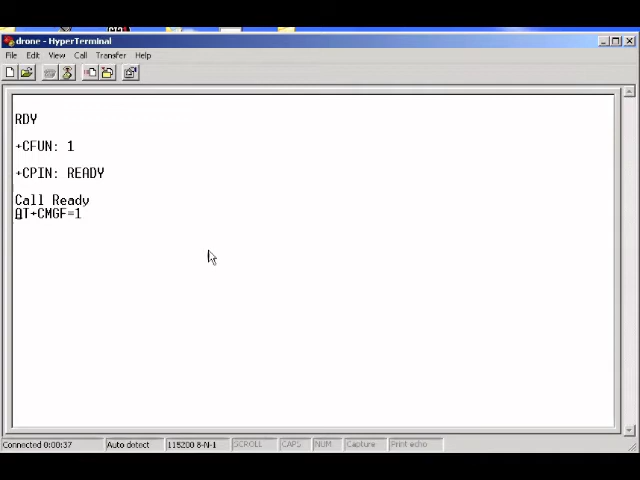 drone - HyperTerminal
File Edit View Call Transfer Help
RDY
+CFUN: 1
+CPIN: READY
Call Ready
AT+CMGF=1
Connected 0:00:37 Auto detect 115200 8-N-1 SCROLL CAPS NUM Capture Print echo